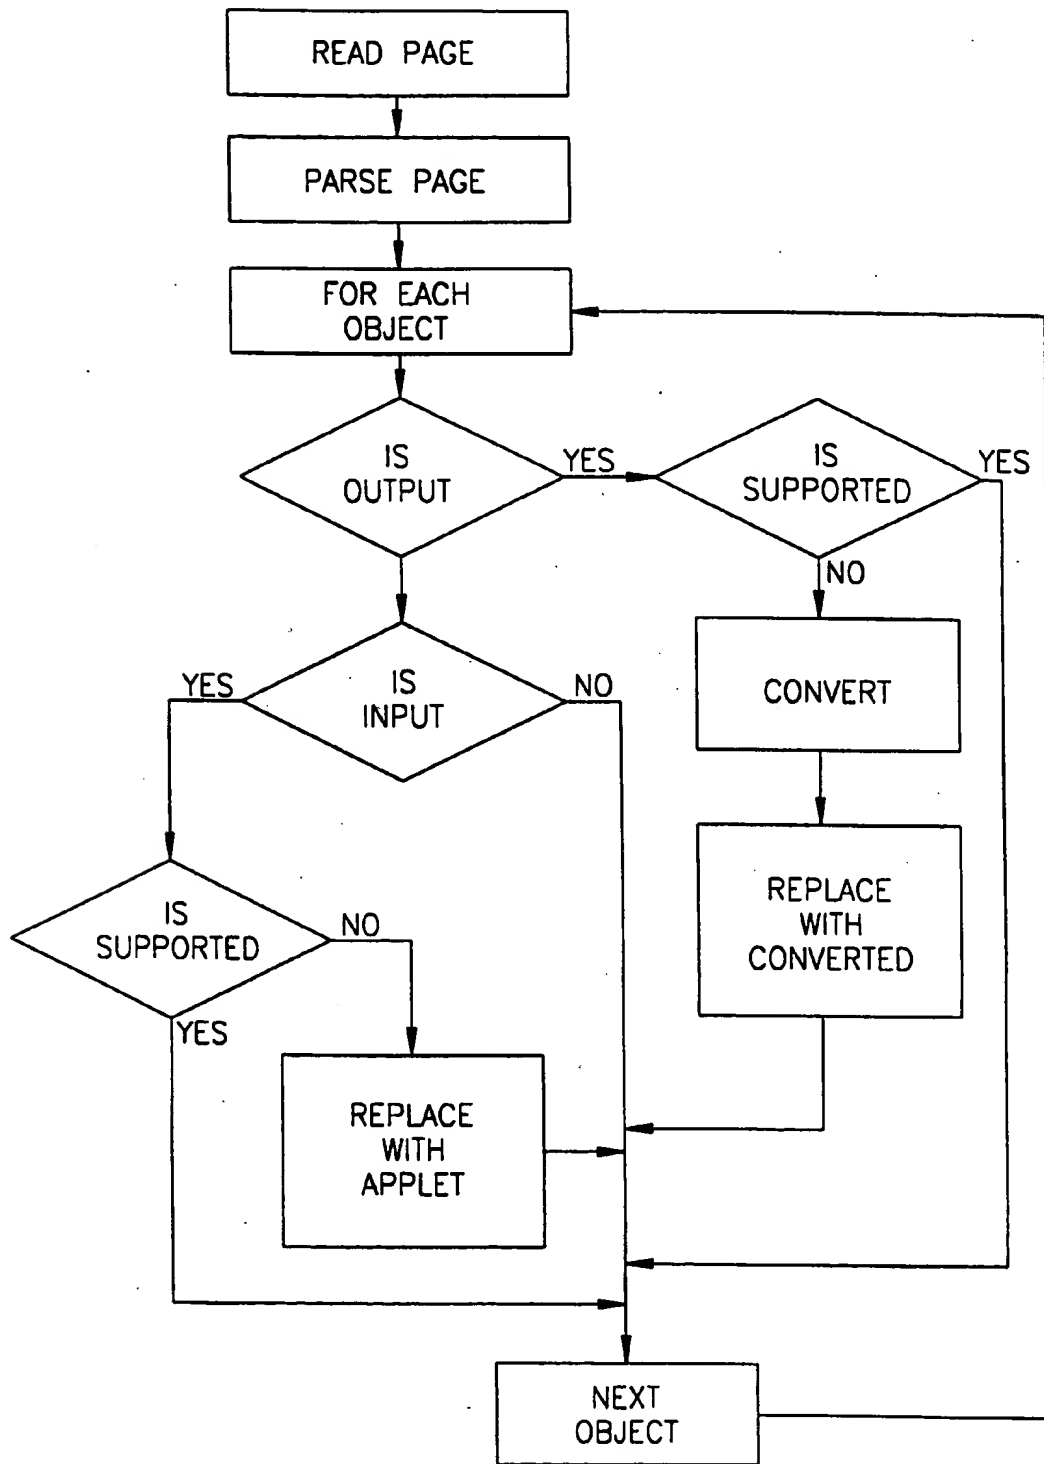 READ PAGE
PARSE PAGE
FOR EACH
OBJECT
IS
OUTPUT
YES
IS
SUPPORTED
YES
NO
CONVERT
REPLACE
WITH
CONVERTED
IS
INPUT
YES
NO
IS
SUPPORTED
NO
YES
REPLACE
WITH
APPLET
NEXT
OBJECT